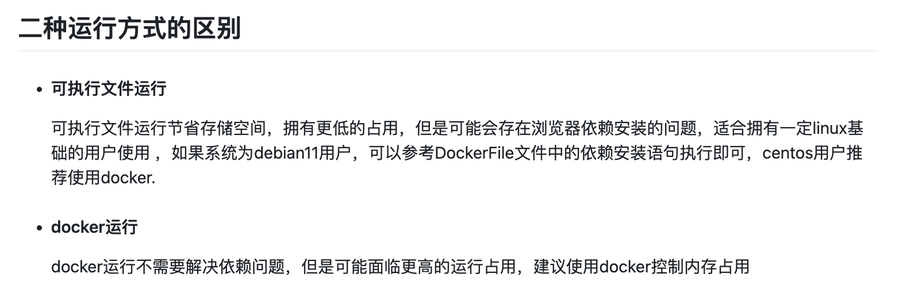 二种运行方式的区别
可执行文件运行
可执行文件运行节省存储空间，拥有更低的占用，但是可能会存在浏览器依赖安装的问题，适合拥有一定linux基
础的用户使用 ，如果系统为debian11用户，可以参考DockerFile文件中的依赖安装语句执行即可，centos用户推
荐使用docker.
docker运行
docker运行不需要解决依赖问题，但是可能面临更高的运行占用，建议使用docker控制内存占用